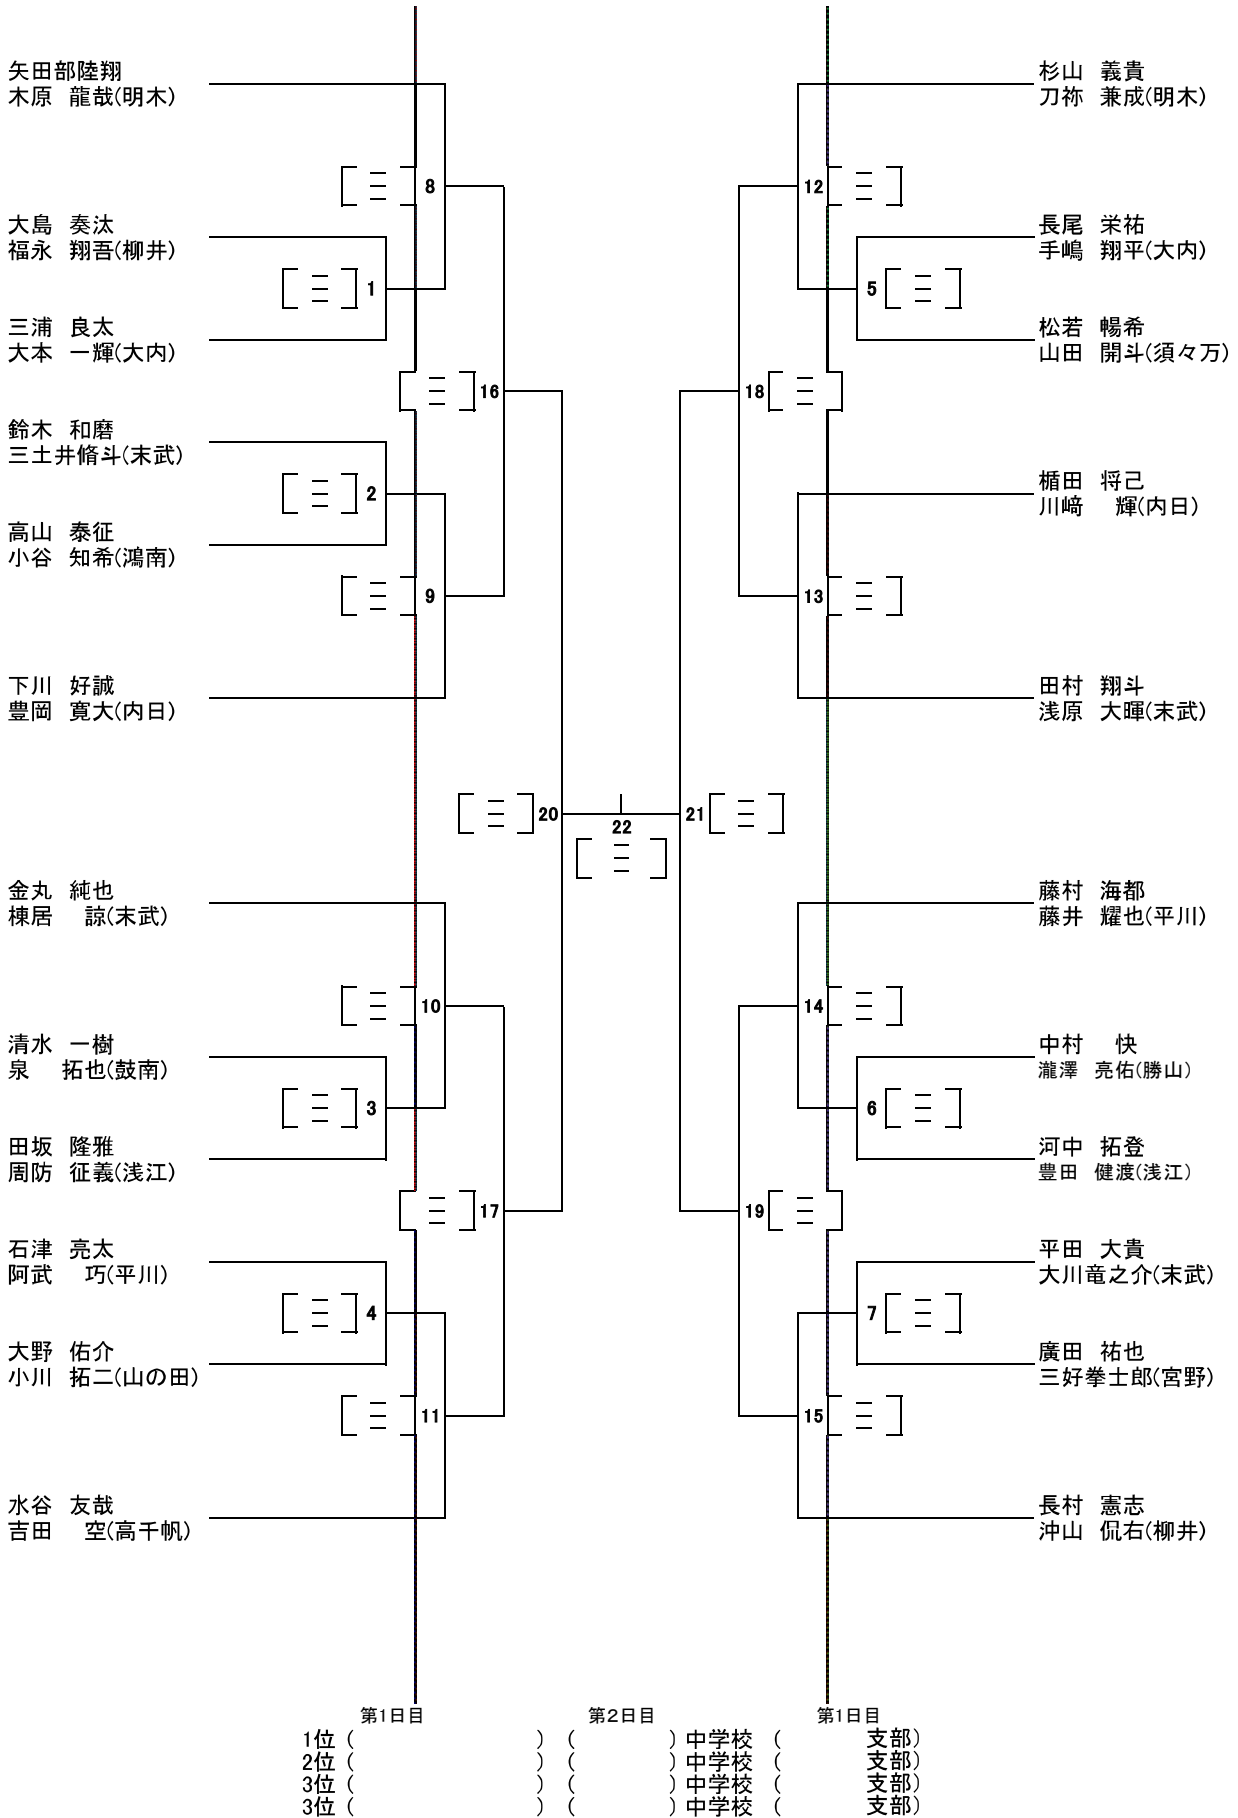 矢田部陸翔
木原 龍哉(明木)
8
大島 奏汰
福永 翔吾(柳井)
1
三浦 良太
大本 一輝(大内)
16
鈴木 和磨
三土井脩斗(末武)
2
高山 泰征
小谷 知希(鴻南)
9
下川 好誠
豊岡 寛大(内日)
20
金丸 純也
棟居 諒(末武)
10
清水 一樹
泉 拓也(鼓南)
3
田坂 隆雅
周防 征義(浅江)
17
石津 亮太
阿武 巧(平川)
4
大野 佑介
小川 拓二(山の田)
11
水谷 友哉
吉田 空(高千帆)
22
杉山 義貴
刀祢 兼成(明木)
12
長尾 栄祐
手嶋 翔平(大内)
5
松若 暢希
山田 開斗(須々万)
18
楯田 将己
川﨑 輝(内日)
13
田村 翔斗
浅原 大暉(末武)
21
藤村 海都
藤井 耀也(平川)
14
中村 快
瀧澤 亮佑(勝山)
6
河中 拓登
豊田 健渡(浅江)
19
平田 大貴
大川竜之介(末武)
7
廣田 祐也
三好拳士郎(宮野)
15
長村 憲志
沖山 侃右(柳井)
第1日目 第2日目 第1日目
1位 ( ) ( ) 中学校 ( 支部)
2位 ( ) ( ) 中学校 ( 支部)
3位 ( ) ( ) 中学校 ( 支部)
3位 ( ) ( ) 中学校 ( 支部)